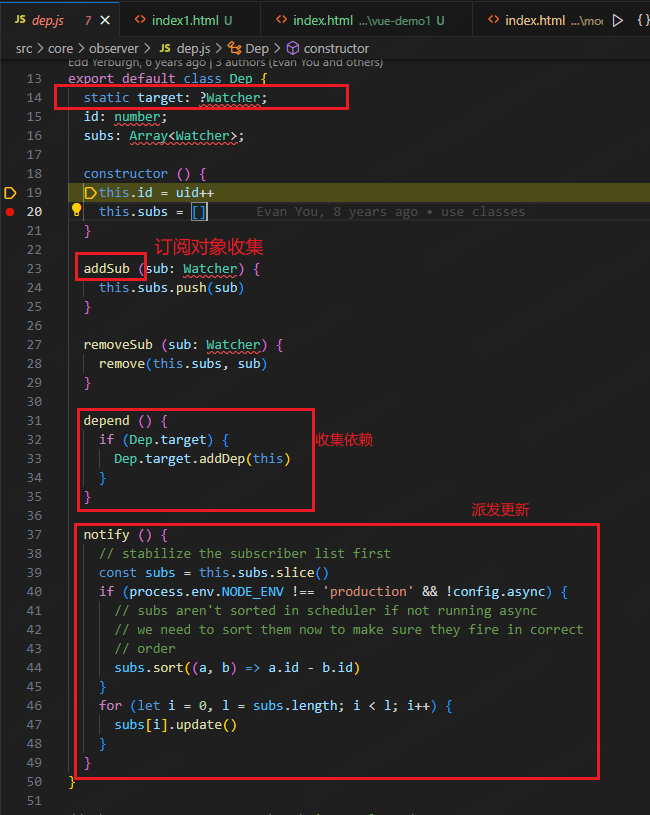 JS dep.js 7 ×
<> index1.html U
<> index.html ...\vue-demo1 U
<> index.html ...\mo
src > core > observer > JS dep.js > Dep > constructor
Edd Yerburgh, 6 years ago | 3 authors (Evan You and others)
13 export default class Dep {
14 static target: ?Watcher;
15 id: number;
16 subs: Array<Watcher>;
17
18 constructor () {
19 this.id = uid++
20 this.subs = [] Evan You, 8 years ago • use classes
21 }
22 订阅对象收集
23 addSub (sub: Watcher) {
24 this.subs.push(sub)
25 }
26
27 removeSub (sub: Watcher) {
28 remove(this.subs, sub)
29 }
30
31 depend () {
32 if (Dep.target) { 收集依赖
33 Dep.target.addDep(this)
34 }
35 }
36 派发更新
37 notify () {
38 // stabilize the subscriber list first
39 const subs = this.subs.slice()
40 if (process.env.NODE_ENV !== 'production' && !config.async) {
41 // subs aren't sorted in scheduler if not running async
42 // we need to sort them now to make sure they fire in correct
43 // order
44 subs.sort((a, b) => a.id - b.id)
45 }
46 for (let i = 0, l = subs.length; i < l; i++) {
47 subs[i].update()
48 }
49 }
50 }
51